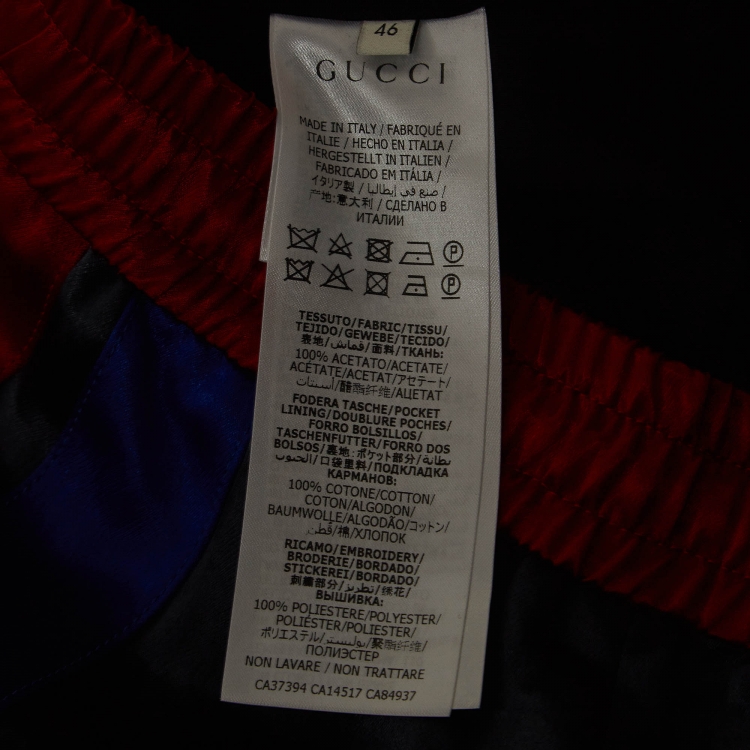 46
GUCCI
MADE IN ITALY / FABRIQUÉ EN
ITALIE / HECHO EN ITALIA /
HERGESTELLT IN ITALIEN /
FABRICADO EM ITÁLIA /
イタリア製 / صنع في إيطاليا /
产地:意大利 / СДЕЛАНО В
ИТАЛИИ
P
P
TESSUTO/FABRIC/TISSU/
TEJIDO/GEWEBE/TECIDO/
表地/قماش/面料/ТКАНЬ:
100% ACETATO/ACETATE/
ACÉTATE/ACETAT/アセテート/
أسيتات/醋酯纤维/АЦЕТАТ
FODERA TASCHE/POCKET
LINING/DOUBLURE POCHES/
FORRO BOLSILLOS/
TASCHENFUTTER/FORRO DOS
BOLSOS/裏地:ポケット部分/بطانة
الجيوب/口袋里料/ПОДКЛАДКА
КАРМАНОВ:
100% COTONE/COTTON/
COTON/ALGODON/
BAUMWOLLE/ALGODÃO/コットン/
قطن/棉/ХЛОПОК
RICAMO/EMBROIDERY/
BRODERIE/BORDADO/
STICKEREI/BORDADO/
刺繍部分/تطريز/绣花/
ВЫШИВКА:
100% POLIESTERE/POLYESTER/
POLIÉSTER/POLIESTER/
ポリエステル/بوليستر/聚酯纤维/
ПОЛИЭСТЕР
NON LAVARE / NON TRATTARE
CA37394 CA14517 CA84937